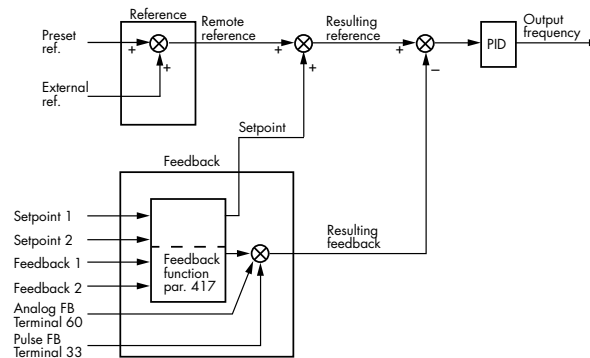 Reference
Preset
ref.
+
+
External
ref.
Remote
reference
+
+
Resulting
reference
+
−
PID
Output
frequency
Setpoint
Feedback
Setpoint 1
Setpoint 2
Feedback 1
Feedback 2
Feedback
function
par. 417
Resulting
feedback
Analog FB
Terminal 60
Pulse FB
Terminal 33